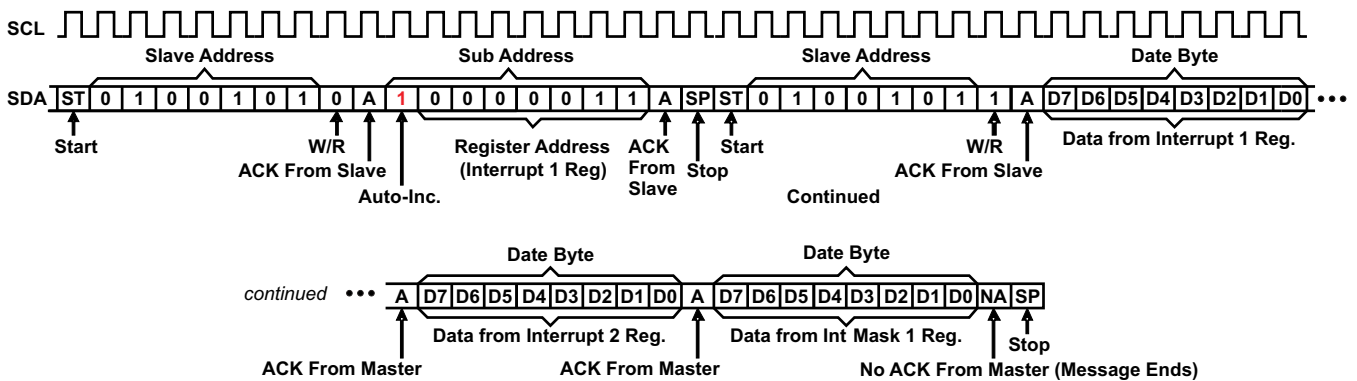 SCL
Slave Address Sub Address Slave Address Date Byte
SDA ST 0 1 0 0 1 0 1 0 A 1 0 0 0 0 0 1 1 A SP ST 0 1 0 0 1 0 1 1 A D7 D6 D5 D4 D3 D2 D1 D0 •••
Start W/R Register Address ACK Start W/R Data from Interrupt 1 Reg.
ACK From Slave (Interrupt 1 Reg) From Stop ACK From Slave
Slave
Auto-Inc. Continued
Date Byte Date Byte
continued ••• A D7 D6 D5 D4 D3 D2 D1 D0 A D7 D6 D5 D4 D3 D2 D1 D0 NA SP
Data from Interrupt 2 Reg. Data from Int Mask 1 Reg. Stop
ACK From Master ACK From Master No ACK From Master (Message Ends)